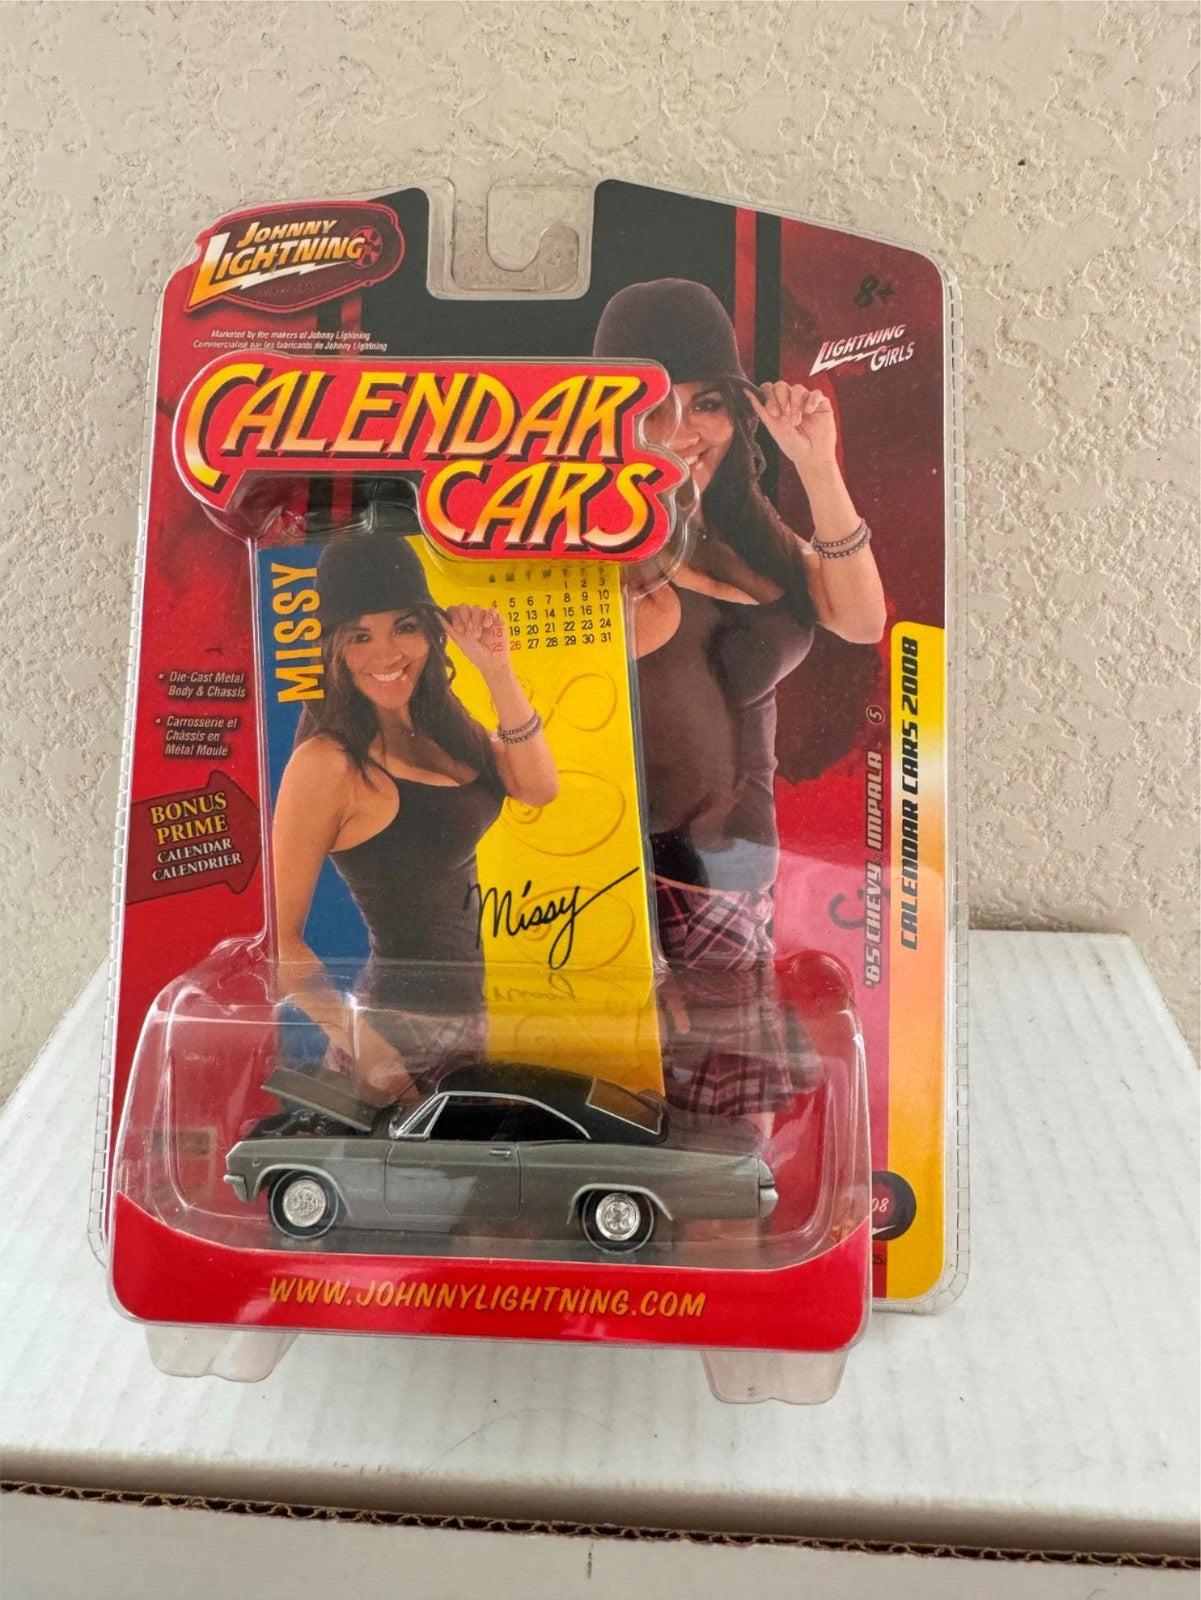 JOHNNY
LIGHTNING
Marketed by the makers of Johnny Lightning
Commercialisé par les fabricants de Johnny Lightning
8+
LIGHTNING
GIRLS
CALENDAR
CARS
MISSY
S M T W T F S
1 2 3
4 5 6 7 8 9 10
11 12 13 14 15 16 17
18 19 20 21 22 23 24
25 26 27 28 29 30 31
• Die-Cast Metal
Body & Chassis
• Carrosserie et
Châssis en
Métal Moulé
BONUS
PRIME
CALENDAR
CALENDRIER
Missy
'65 CHEVY® IMPALA™ 5
CALENDAR CARS 2008
08
WWW.JOHNNYLIGHTNING.COM